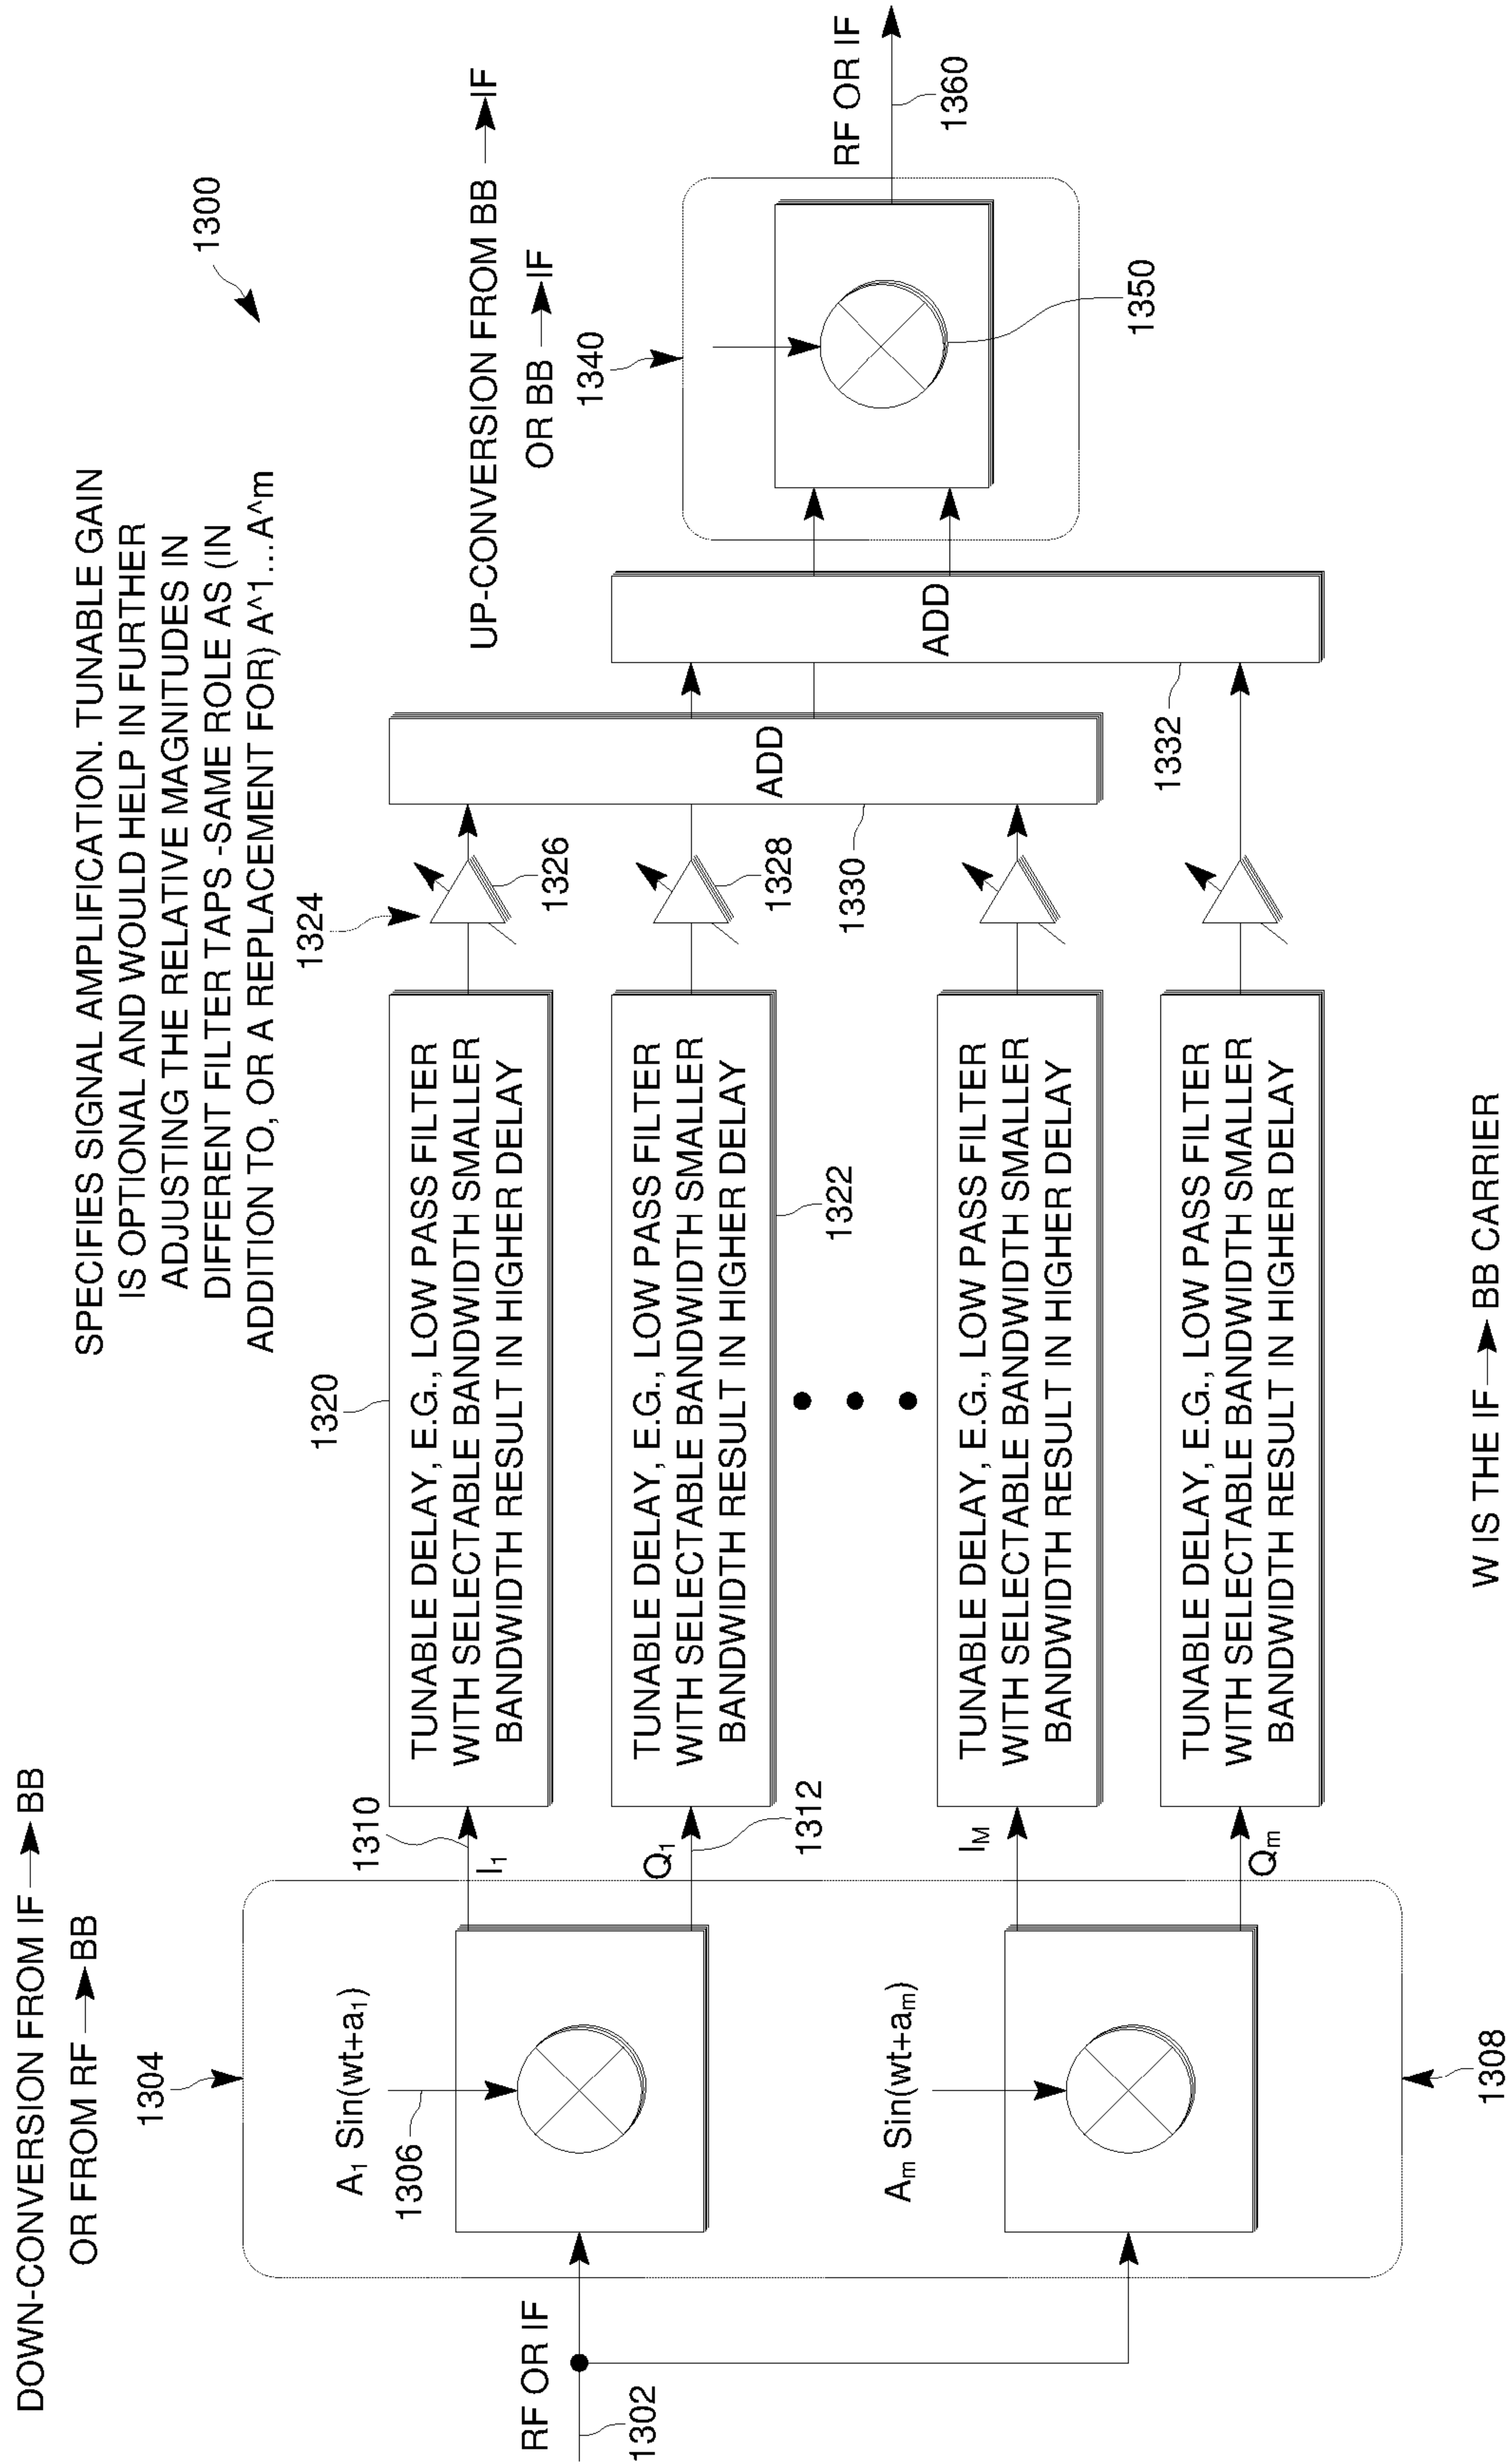 DOWN-CONVERSION FROM IF → BB
OR FROM RF → BB
SPECIFIES SIGNAL AMPLIFICATION. TUNABLE GAIN
IS OPTIONAL AND WOULD HELP IN FURTHER
ADJUSTING THE RELATIVE MAGNITUDES IN
DIFFERENT FILTER TAPS -SAME ROLE AS (IN
ADDITION TO, OR A REPLACEMENT FOR) A^1...A^m
1300
UP-CONVERSION FROM BB → IF
OR BB → IF
1304
A₁ Sin(wt+a₁)
1306
RF OR IF
1302
Aₘ Sin(wt+aₘ)
1308
1310
I₁
Q₁
1312
I_M
Qₘ
1320
TUNABLE DELAY, E.G., LOW PASS FILTER
WITH SELECTABLE BANDWIDTH SMALLER
BANDWIDTH RESULT IN HIGHER DELAY
TUNABLE DELAY, E.G., LOW PASS FILTER
WITH SELECTABLE BANDWIDTH SMALLER
BANDWIDTH RESULT IN HIGHER DELAY
1322
TUNABLE DELAY, E.G., LOW PASS FILTER
WITH SELECTABLE BANDWIDTH SMALLER
BANDWIDTH RESULT IN HIGHER DELAY
TUNABLE DELAY, E.G., LOW PASS FILTER
WITH SELECTABLE BANDWIDTH SMALLER
BANDWIDTH RESULT IN HIGHER DELAY
1324
1326
1328
ADD
1330
ADD
1332
1340
1350
RF OR IF
1360
W IS THE IF → BB CARRIER